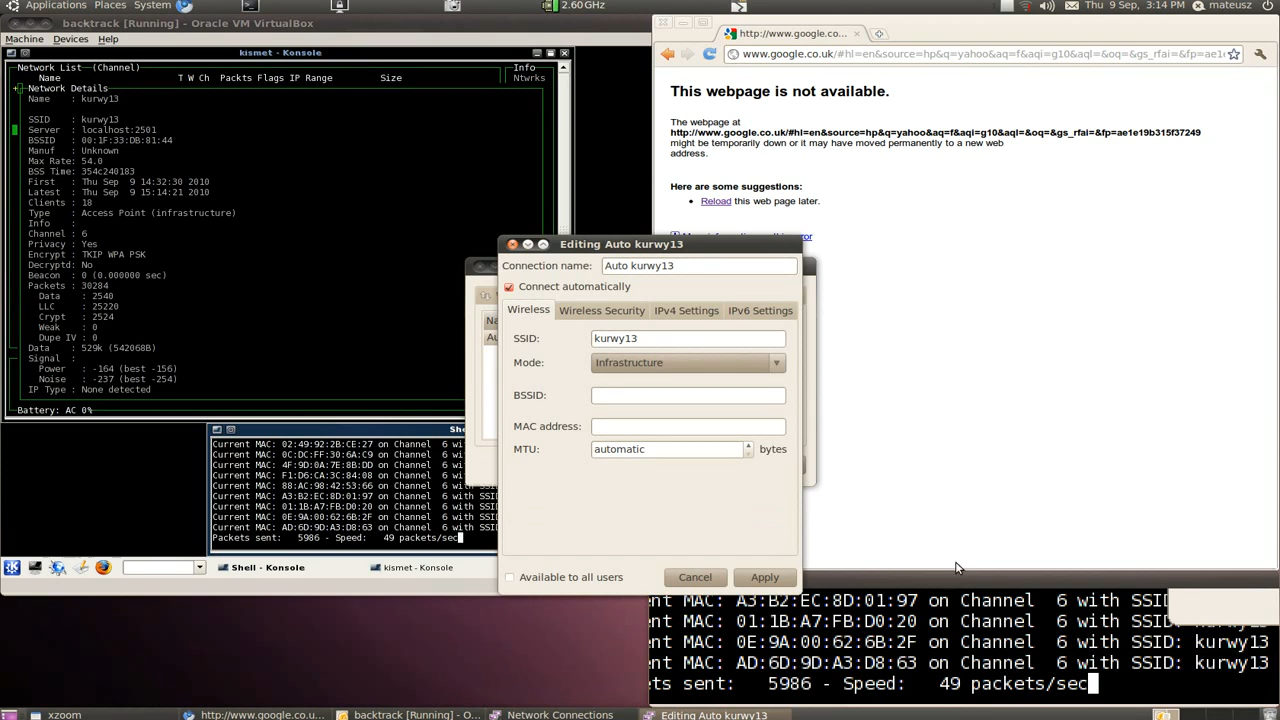 Applications Places System
2.60 GHz
Thu 9 Sep, 3:14 PM
mateusz
backtrack [Running] - Oracle VM VirtualBox
Machine Devices Help
kismet - Konsole
Network List—(Channel)
Name T W Ch Packts Flags IP Range Size
Info
Ntwrks
Network Details
Name : kurwy13
SSID : kurwy13
Server : localhost:2501
BSSID : 00:1F:33:DB:81:44
Manuf : Unknown
Max Rate: 54.0
BSS Time: 354c240183
First : Thu Sep 9 14:32:30 2010
Latest : Thu Sep 9 15:14:21 2010
Clients : 18
Type : Access Point (infrastructure)
Info :
Channel : 6
Privacy : Yes
Encrypt : TKIP WPA PSK
Decryptd: No
Beacon : 0 (0.000000 sec)
Packets : 30284
Data : 2540
LLC : 25220
Crypt : 2524
Weak : 0
Dupe IV : 0
Data : 529k (542068B)
Signal :
Power : -164 (best -156)
Noise : -237 (best -254)
IP Type : None detected
Battery: AC 0%
She
Current MAC: 02:49:92:2B:CE:27 on Channel 6 wi
Current MAC: 0C:DC:FF:30:6A:C9 on Channel 6 wit
Current MAC: 4F:9D:0A:7E:8B:DD on Channel 6 wit
Current MAC: F1:D6:CA:3C:84:08 on Channel 6 wit
Current MAC: 88:AC:98:42:53:66 on Channel 6 wit
Current MAC: A3:B2:EC:8D:01:97 on Channel 6 with SSI
Current MAC: 01:1B:A7:FB:D0:20 on Channel 6 with SSI
Current MAC: 0E:9A:00:62:6B:2F on Channel 6 with SSI
Current MAC: AD:6D:9D:A3:D8:63 on Channel 6 with SSI
Packets sent: 5986 - Speed: 49 packets/sec
Shell - Konsole
kismet - Konsole
http://www.google.co...
www.google.co.uk/#hl=en&source=hp&q=yahoo&aq=f&aqi=g10&aql=&oq=&gs_rfai=&fp=ae1
This webpage is not available.
The webpage at
http://www.google.co.uk/#hl=en&source=hp&q=yahoo&aq=f&aqi=g10&aql=&oq=&gs_rfai=&fp=ae1e19b315f37249
might be temporarily down or it may have moved permanently to a new web
address.
Here are some suggestions:
Reload this web page later.
Editing Auto kurwy13
Connection name: Auto kurwy13
Connect automatically
Wireless Wireless Security IPv4 Settings IPv6 Settings
SSID: kurwy13
Mode: Infrastructure
BSSID:
MAC address:
MTU: automatic bytes
Available to all users
Cancel Apply
ent MAC: A3:B2:EC:8D:01:97 on Channel 6 with SSI
ent MAC: 01:1B:A7:FB:D0:20 on Channel 6 with SSID: kurwy13
ent MAC: 0E:9A:00:62:6B:2F on Channel 6 with SSID: kurwy13
ent MAC: AD:6D:9D:A3:D8:63 on Channel 6 with SSID: kurwy13
ets sent: 5986 - Speed: 49 packets/sec
xzoom
http://www.google.co.u...
backtrack [Running] - O...
Network Connections
Editing Auto kurwy13